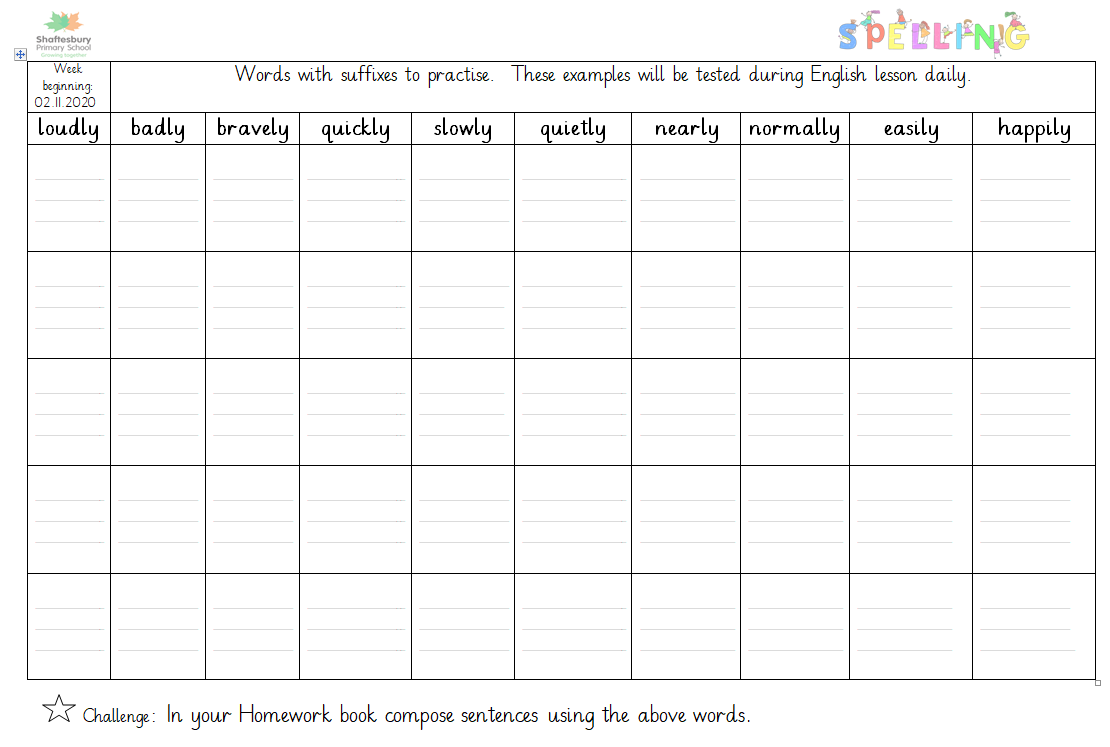 Shaftesbury
Primary School
Growing together
SPELLING
Week
beginning:
02.11.2020
Words with suffixes to practise. These examples will be tested during English lesson daily.
loudly badly bravely quickly slowly quietly nearly normally easily happily
Challenge: In your Homework book compose sentences using the above words.